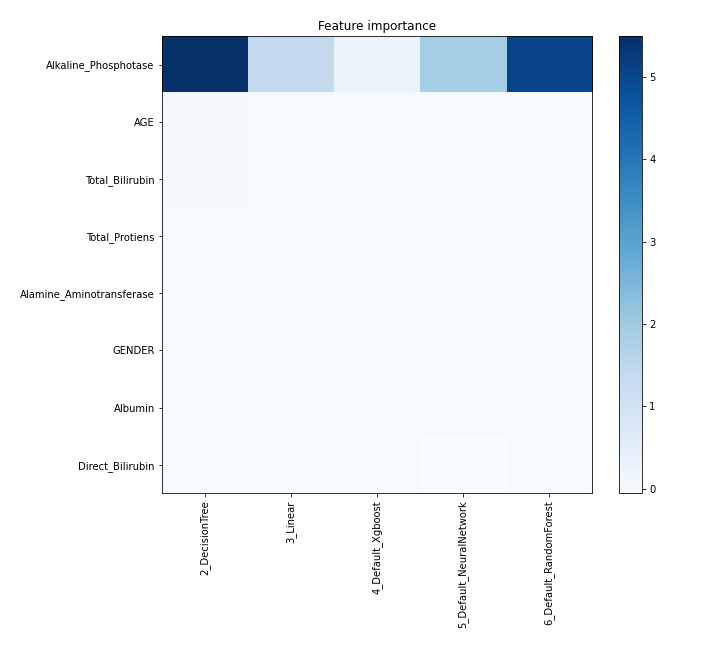 Feature importance
Alkaline_Phosphotase
AGE
Total_Bilirubin
Total_Protiens
Alamine_Aminotransferase
GENDER
Albumin
Direct_Bilirubin
2_DecisionTree
3_Linear
4_Default_Xgboost
5_Default_NeuralNetwork
6_Default_RandomForest
5
4
3
2
1
0